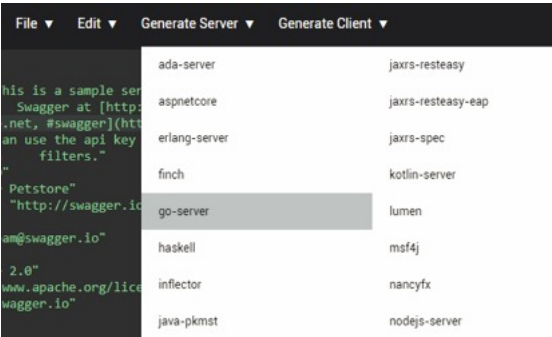 File ▼ Edit ▼ Generate Server ▼ Generate Client ▼
ada-server jaxrs-resteasy
his is a sample ser
Swagger at [http:
aspnetcore jaxrs-resteasy-eap
.net, #swagger](htt
an use the api key
erlang-server jaxrs-spec
filters."
finch kotlin-server
Petstore"
"http://swagger.io
go-server lumen
am@swagger.io"
haskell msf4j
2.0"
www.apache.org/lice
inflector nancyfx
wagger.io"
java-pkmst nodejs-server